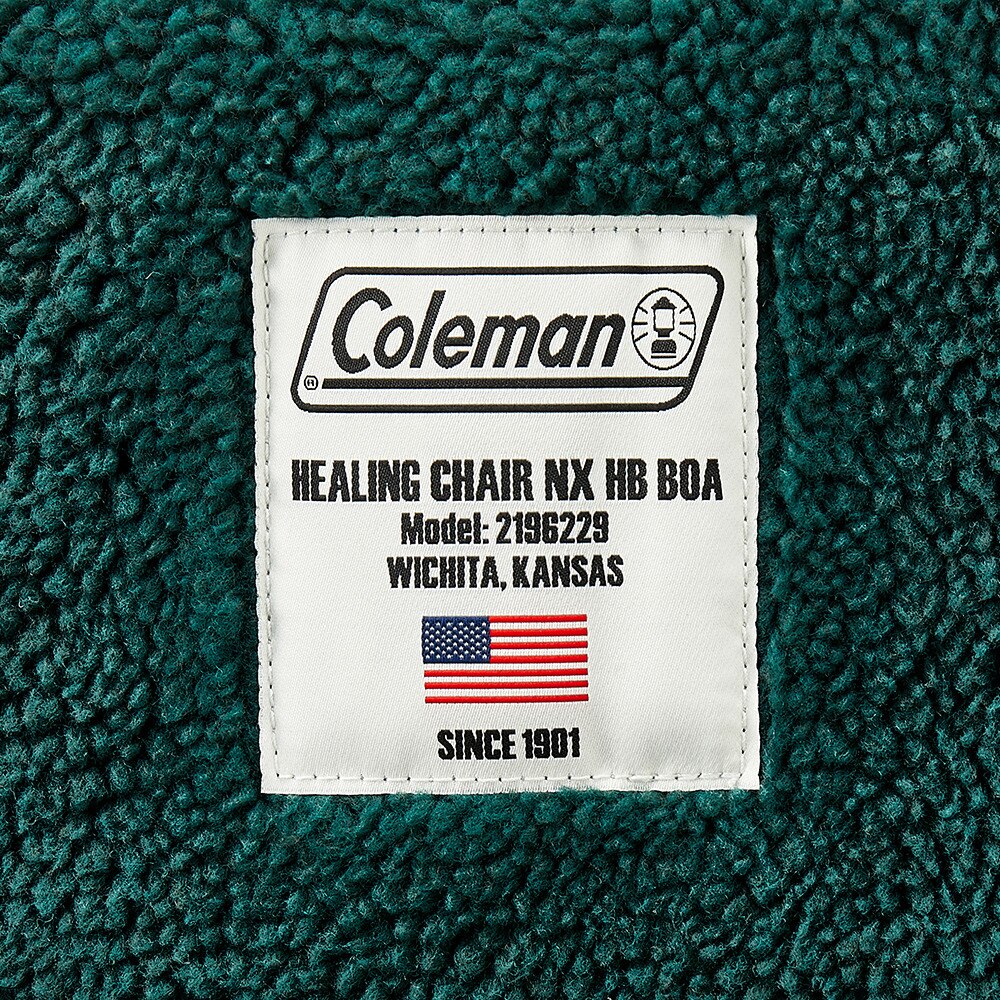 Coleman
®
HEALING CHAIR NX HB BOA
Model: 2196229
WICHITA, KANSAS
SINCE 1901